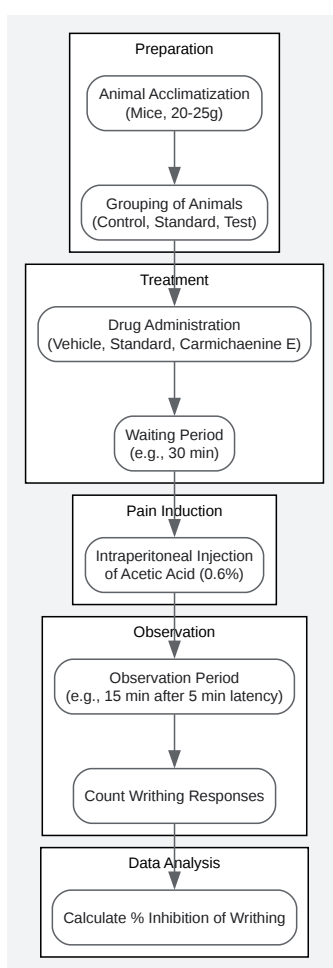 Preparation
Animal Acclimatization
(Mice, 20-25g)
Grouping of Animals
(Control, Standard, Test)
Treatment
Drug Administration
(Vehicle, Standard, Carmichaenine E)
Waiting Period
(e.g., 30 min)
Pain Induction
Intraperitoneal Injection
of Acetic Acid (0.6%)
Observation
Observation Period
(e.g., 15 min after 5 min latency)
Count Writhing Responses
Data Analysis
Calculate % Inhibition of Writhing